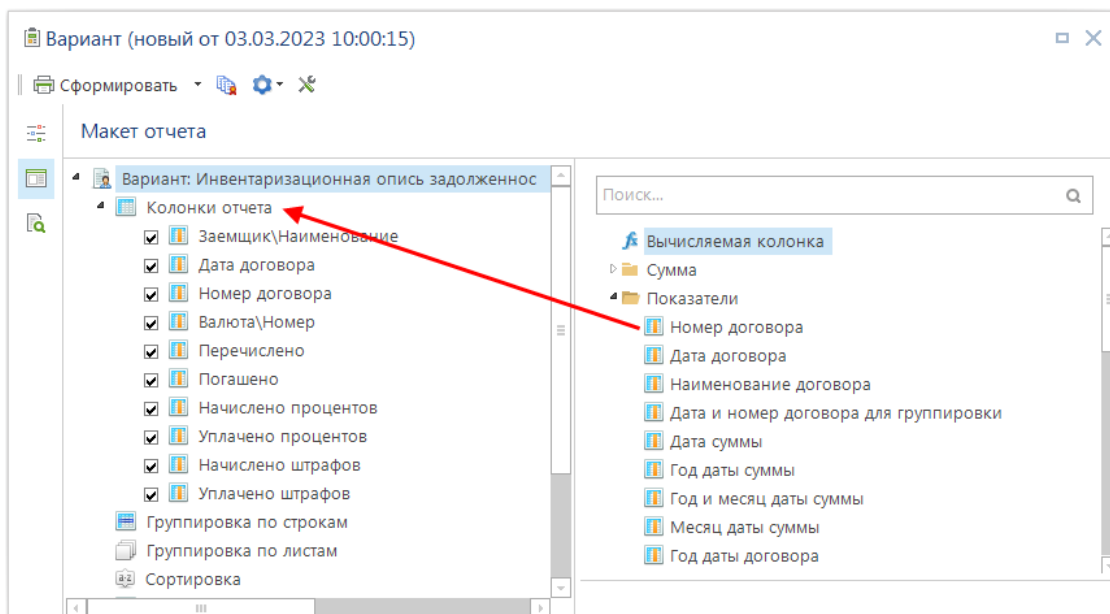 Вариант (новый от 03.03.2023 10:00:15)
Сформировать
Макет отчета
Вариант: Инвентаризационная опись задолженнос
Колонки отчета
Заемщик\Наименование
Дата договора
Номер договора
Валюта\Номер
Перечислено
Погашено
Начислено процентов
Уплачено процентов
Начислено штрафов
Уплачено штрафов
Группировка по строкам
Группировка по листам
a-z Сортировка
Поиск...
fx Вычисляемая колонка
Сумма
Показатели
Номер договора
Дата договора
Наименование договора
Дата и номер договора для группировки
Дата суммы
Год даты суммы
Год и месяц даты суммы
Месяц даты суммы
Год даты договора